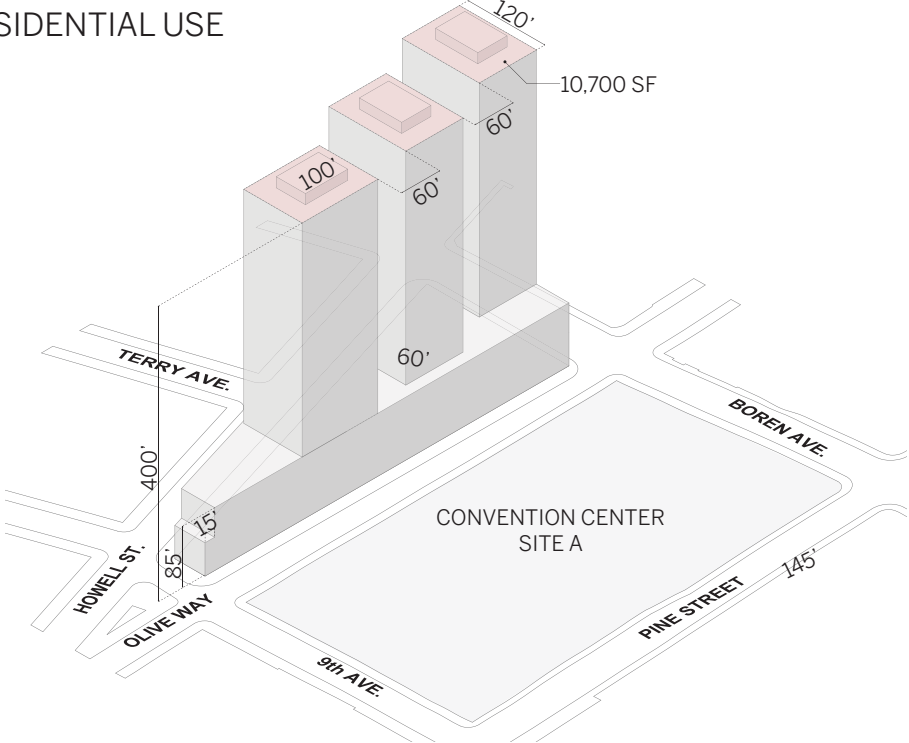 SIDENTIAL USE
120'
10,700 SF
60'
100'
60'
60'
TERRY AVE.
BOREN AVE.
400'
15'
CONVENTION CENTER
SITE A
85'
145'
HOWELL ST.
OLIVE WAY
PINE STREET
9th AVE.